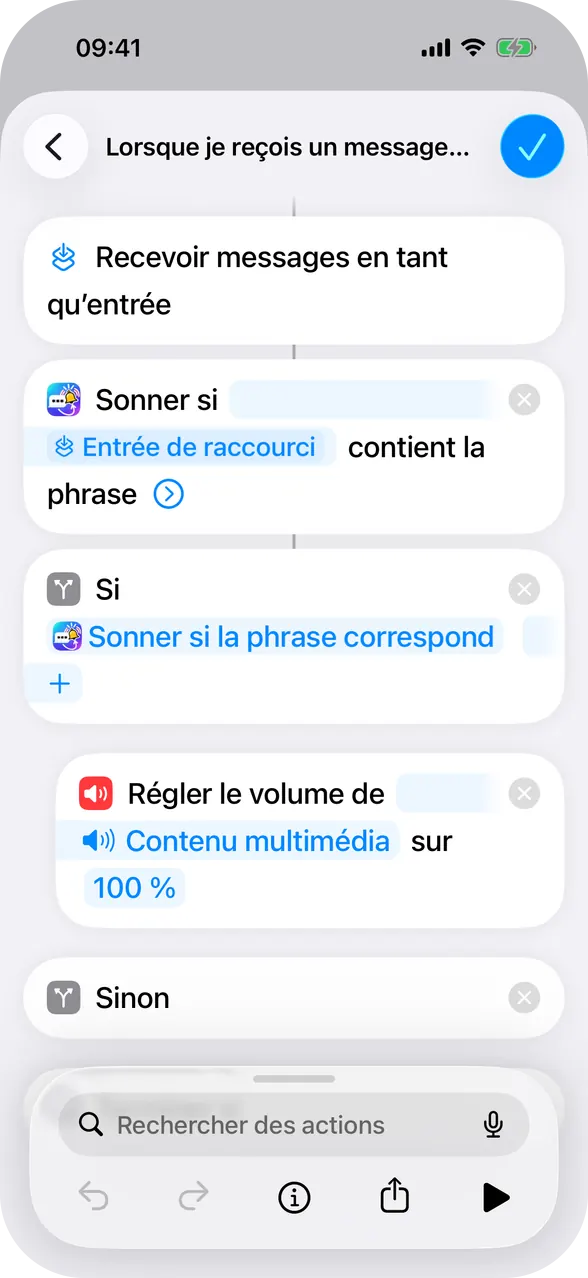 09:41
Lorsque je reçois un message...
Recevoir messages en tant
qu'entrée
Sonner si
Entrée de raccourci contient la
phrase
Si
Sonner si la phrase correspond
Régler le volume de
Contenu multimédia sur
100 %
Sinon
Rechercher des actions